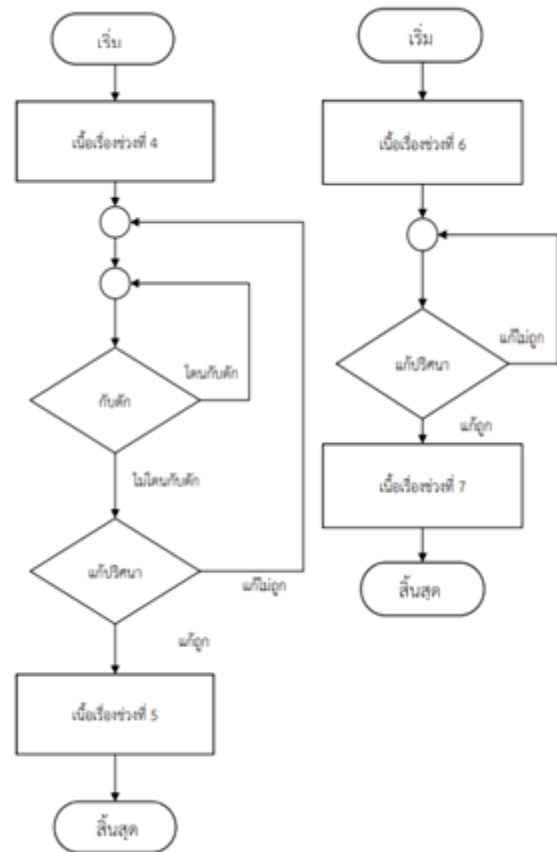 เริ่ม
เนื้อเรื่องช่วงที่ 4
กับดัก
โดนกับดัก
ไม่โดนกับดัก
แก้ปริศนา
แก้ไม่ถูก
แก้ถูก
เนื้อเรื่องช่วงที่ 5
สิ้นสุด
เริ่ม
เนื้อเรื่องช่วงที่ 6
แก้ปริศนา
แก้ไม่ถูก
แก้ถูก
เนื้อเรื่องช่วงที่ 7
สิ้นสุด